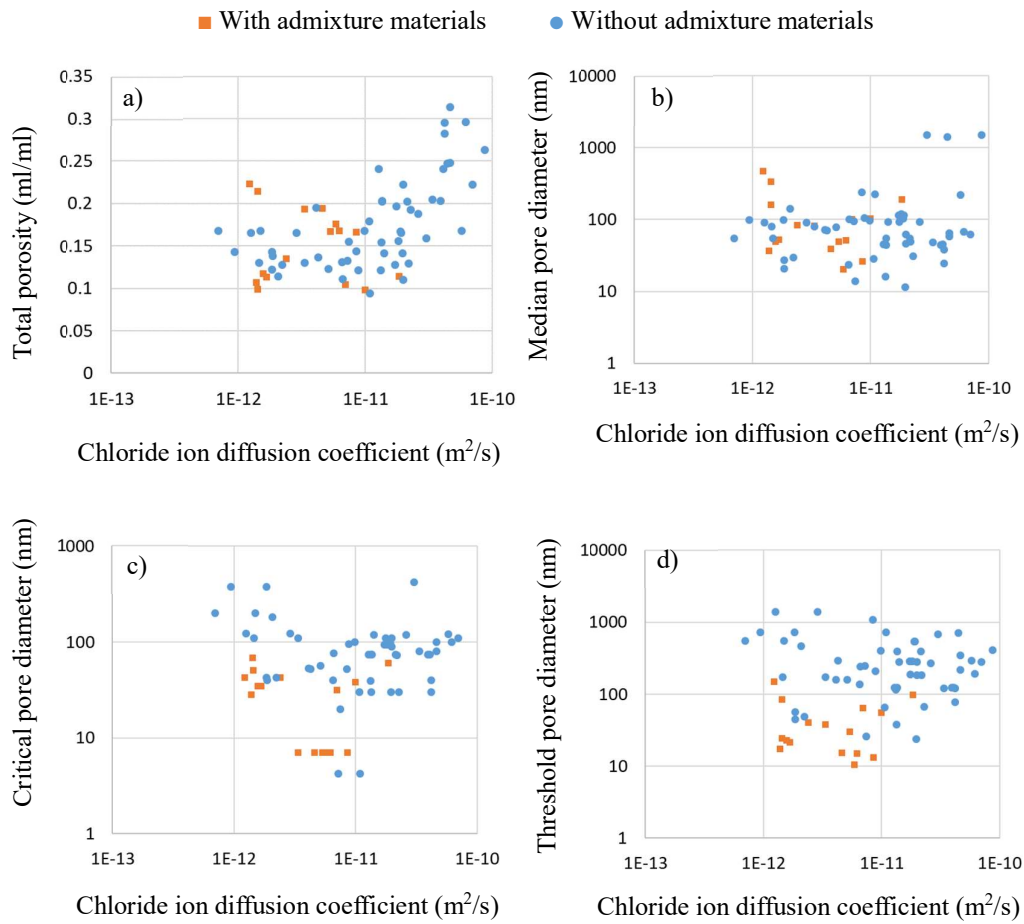 With admixture materials
Without admixture materials
a)
0.35
0.3
0.25
0.2
0.15
0.1
0.05
0
1E-13
1E-12
1E-11
1E-10
Total porosity (ml/ml)
Chloride ion diffusion coefficient (m²/s)
b)
10000
1000
100
10
1
1E-13
1E-12
1E-11
1E-10
Median pore diameter (nm)
Chloride ion diffusion coefficient (m²/s)
c)
1000
100
10
1
1E-13
1E-12
1E-11
1E-10
Critical pore diameter (nm)
Chloride ion diffusion coefficient (m²/s)
d)
10000
1000
100
10
1
1E-13
1E-12
1E-11
1E-10
Threshold pore diameter (nm)
Chloride ion diffusion coefficient (m²/s)